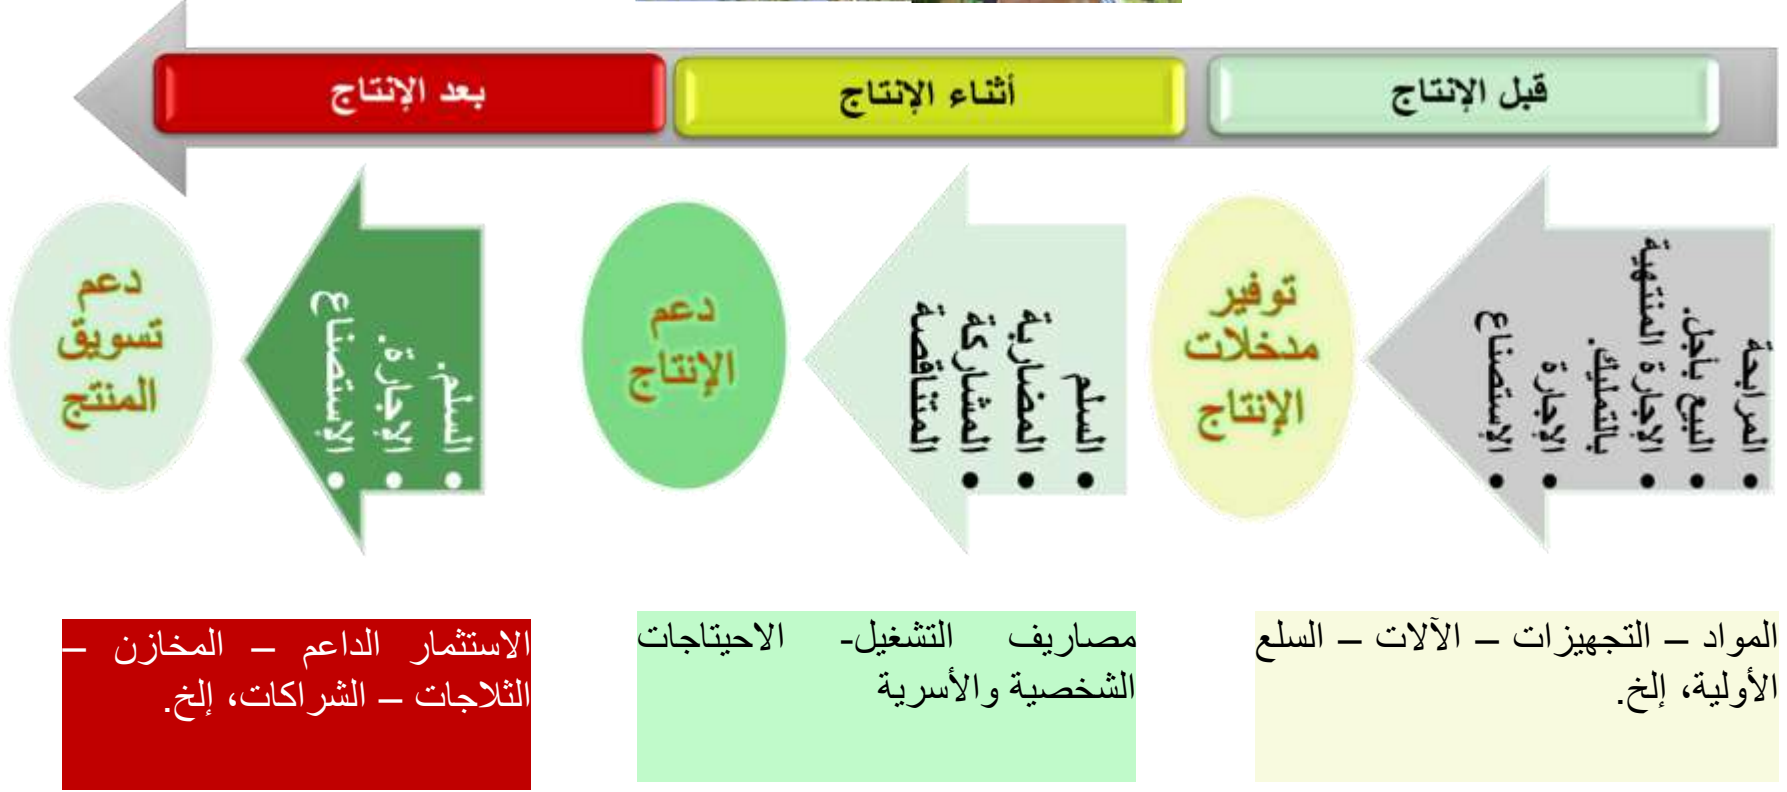 قبل الإنتاج
أثناء الإنتاج
بعد الإنتاج
• المرابحة
• البيع بأجل.
• الإجارة المنتهية
بالتمليك.
• الإجارة
• الإستصناع
توفير
مدخلات
الإنتاج
• السلم
• المضاربة
• المشاركة
المتناقصة
دعم
الإنتاج
• السلم.
• الإجارة.
• الإستصناع
دعم
تسويق
المنتج
المواد – التجهيزات – الآلات – السلع
الأولية، إلخ.
مصاريف التشغيل- الاحيتاجات
الشخصية والأسرية
الاستثمار الداعم – المخازن –
الثلاجات – الشراكات، إلخ.